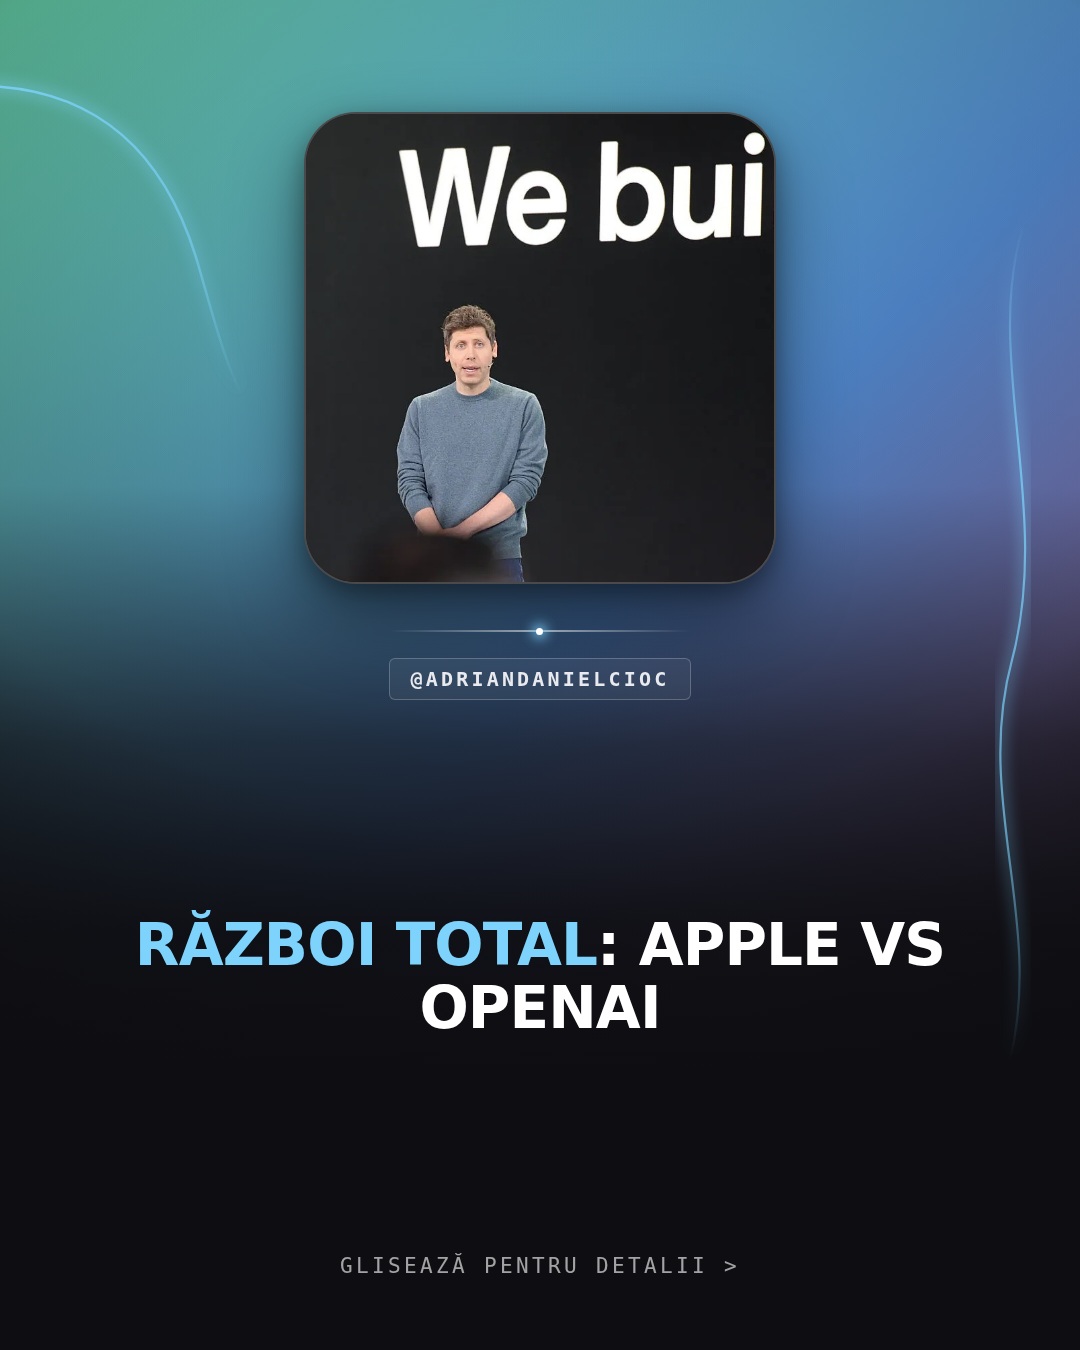 We bui
@ADRIANDANIELCIOC
RĂZBOI TOTAL: APPLE VS
OPENAI
GLISEAZĂ PENTRU DETALII >